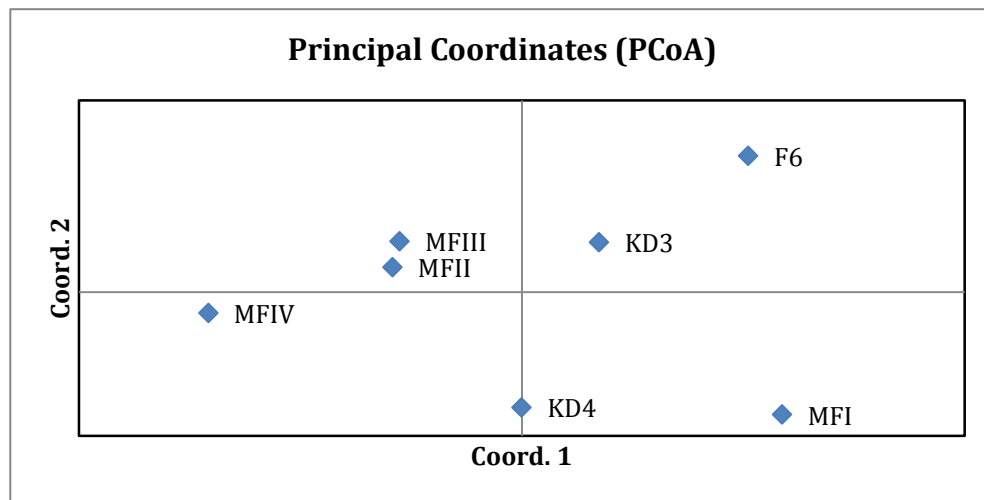 Principal Coordinates (PCoA)
F6
MFIII
KD3
MFII
MFIV
KD4
MFI
Coord. 2
Coord. 1